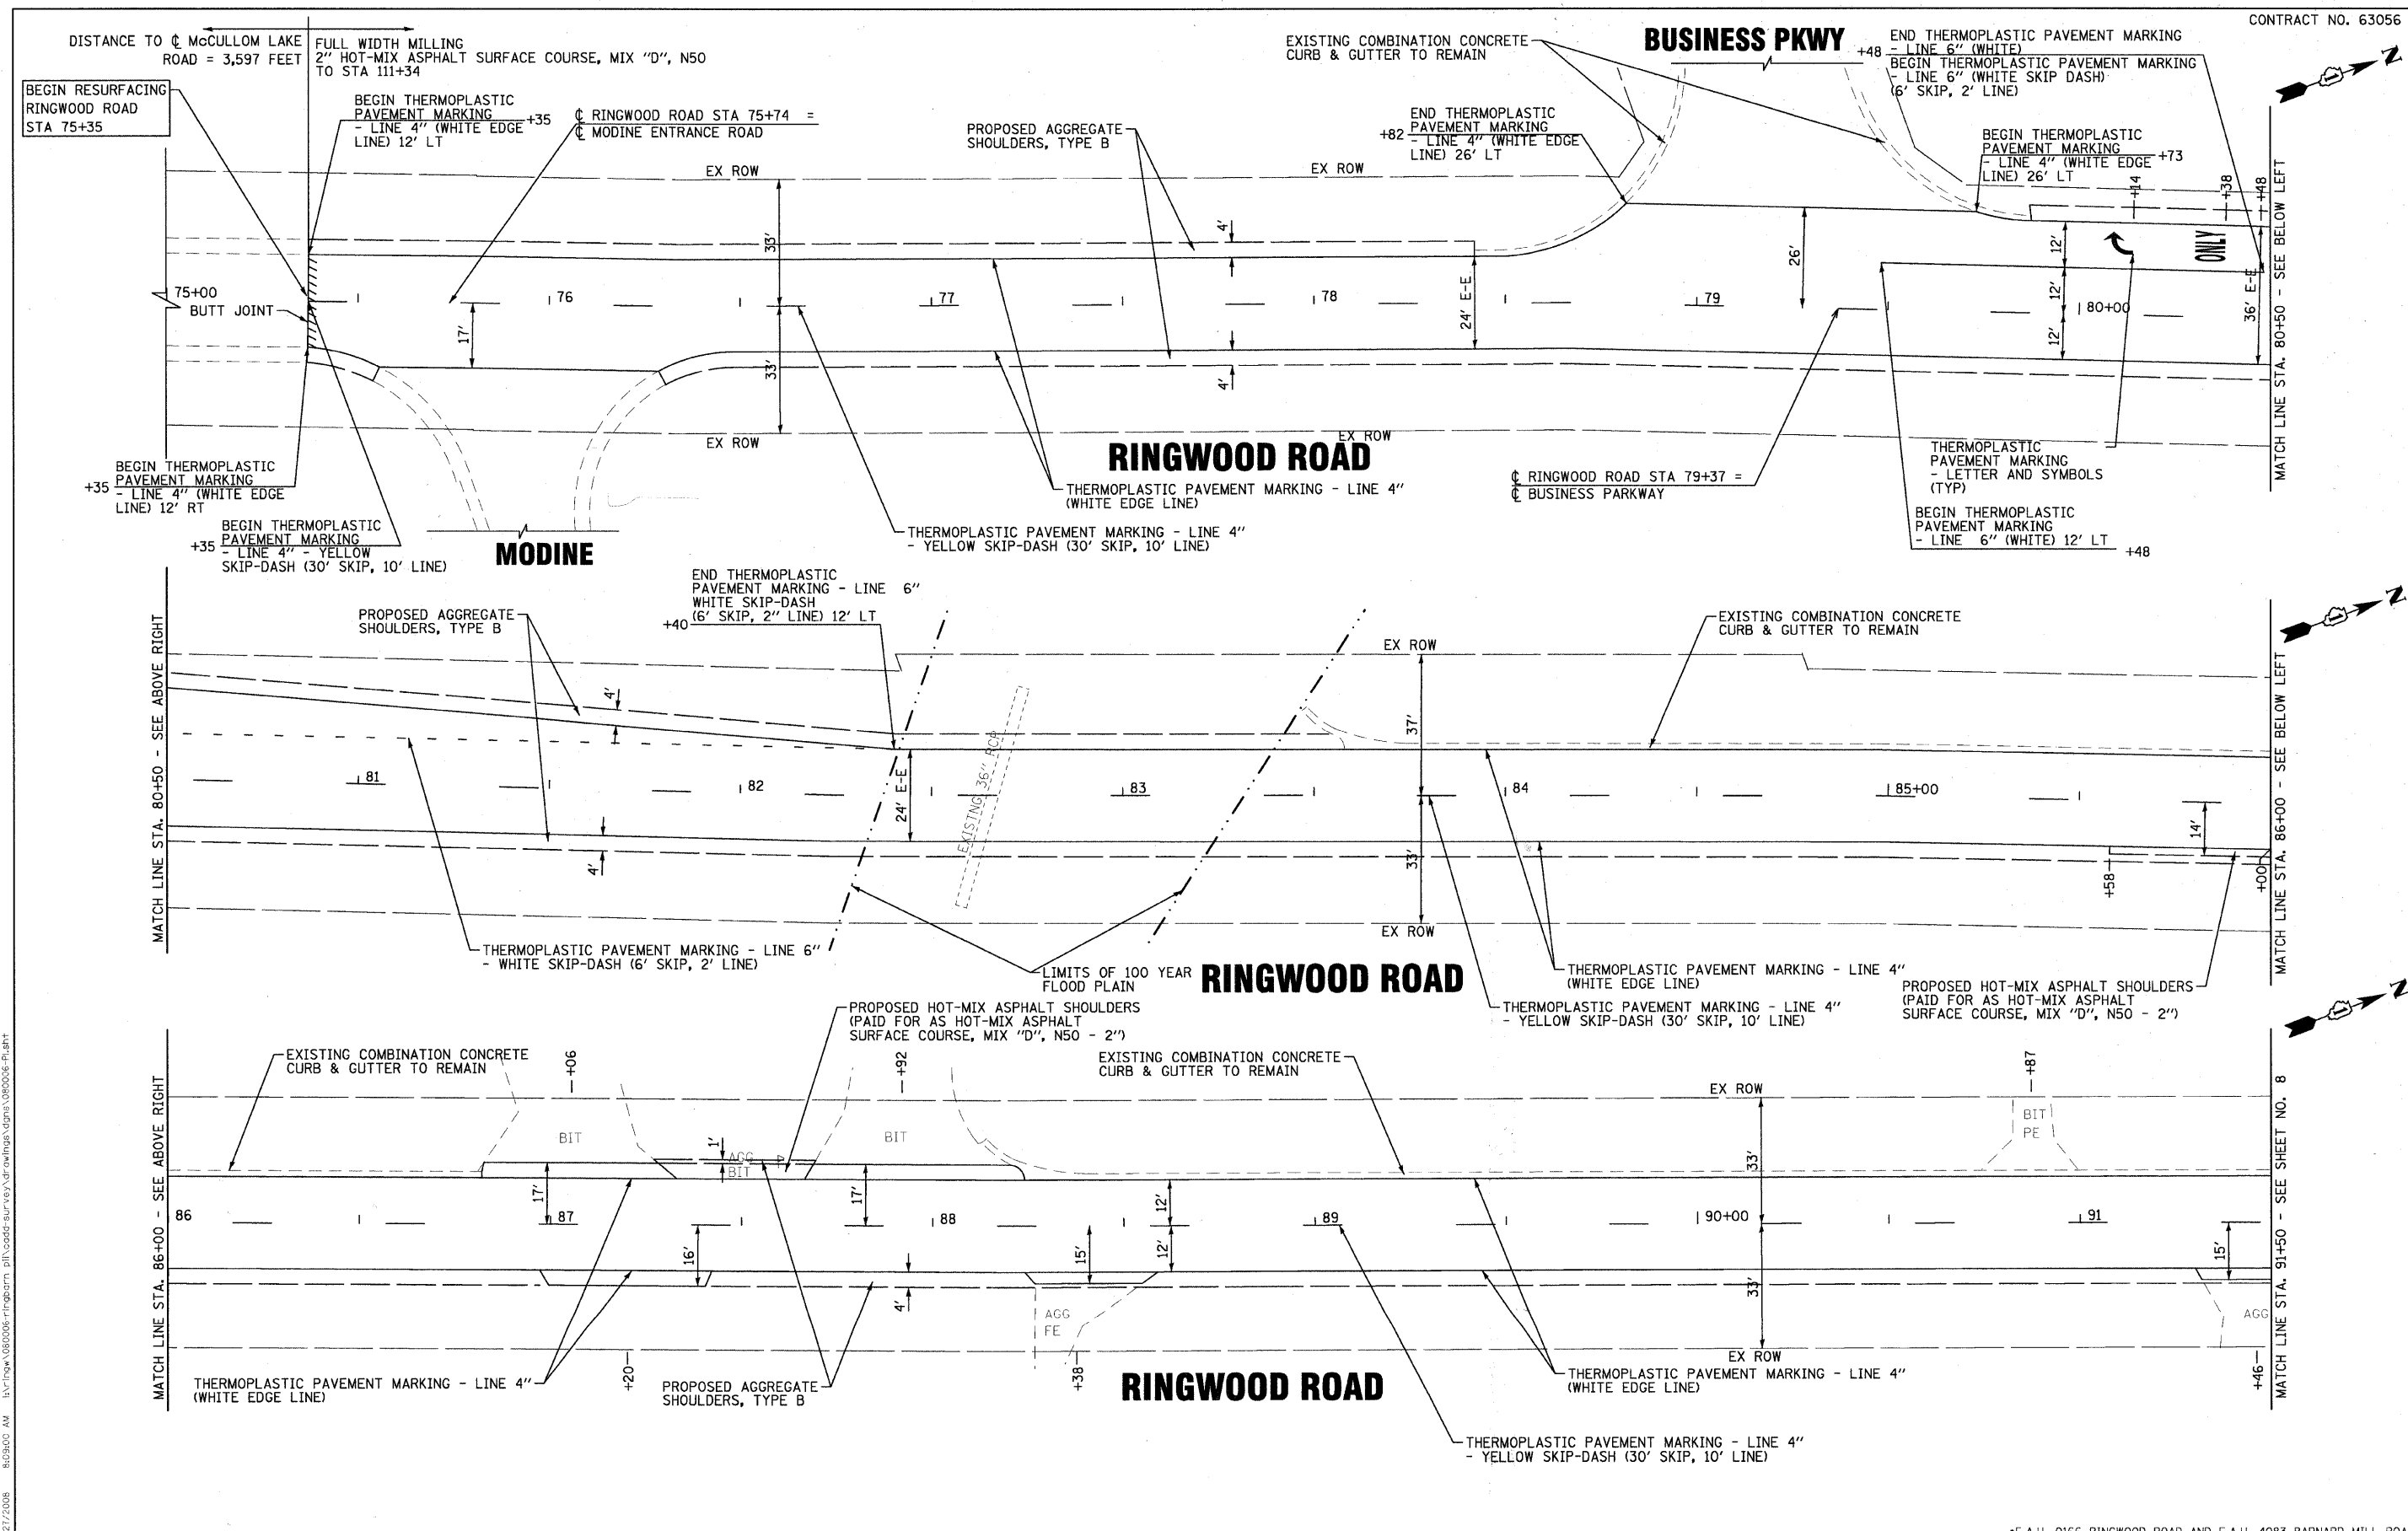 CONTRACT NO. 63056
DISTANCE TO ℄ McCULLOM LAKE
ROAD = 3,597 FEET
FULL WIDTH MILLING
2" HOT-MIX ASPHALT SURFACE COURSE, MIX "D", N50
TO STA 111+34
BEGIN RESURFACING
RINGWOOD ROAD
STA 75+35
BEGIN THERMOPLASTIC
PAVEMENT MARKING
- LINE 4" (WHITE EDGE
LINE) 12' LT
+35
℄ RINGWOOD ROAD STA 75+74 =
℄ MODINE ENTRANCE ROAD
PROPOSED AGGREGATE
SHOULDERS, TYPE B
EXISTING COMBINATION CONCRETE
CURB & GUTTER TO REMAIN
BUSINESS PKWY
+82
END THERMOPLASTIC
PAVEMENT MARKING
- LINE 4" (WHITE EDGE
LINE) 26' LT
+48
END THERMOPLASTIC PAVEMENT MARKING
- LINE 6" (WHITE)
BEGIN THERMOPLASTIC PAVEMENT MARKING
- LINE 6" (WHITE SKIP DASH)
(6' SKIP, 2' LINE)
BEGIN THERMOPLASTIC
PAVEMENT MARKING
- LINE 4" (WHITE EDGE
LINE) 26' LT
+73
N
EX ROW
EX ROW
+14
+38
+48
33'
4'
26'
12'
ONLY
75+00
BUTT JOINT
76
77
78
79
80+00
17'
24' E-E
12'
12'
36' E-E
33'
4'
MATCH LINE STA. 80+50 - SEE BELOW LEFT
EX ROW
EX ROW
RINGWOOD ROAD
+35
BEGIN THERMOPLASTIC
PAVEMENT MARKING
- LINE 4" (WHITE EDGE
LINE) 12' RT
+35
BEGIN THERMOPLASTIC
PAVEMENT MARKING
- LINE 4" - YELLOW
SKIP-DASH (30' SKIP, 10' LINE)
MODINE
THERMOPLASTIC PAVEMENT MARKING - LINE 4"
(WHITE EDGE LINE)
THERMOPLASTIC PAVEMENT MARKING - LINE 4"
- YELLOW SKIP-DASH (30' SKIP, 10' LINE)
℄ RINGWOOD ROAD STA 79+37 =
℄ BUSINESS PARKWAY
THERMOPLASTIC
PAVEMENT MARKING
- LETTER AND SYMBOLS
(TYP)
BEGIN THERMOPLASTIC
PAVEMENT MARKING
- LINE 6" (WHITE) 12' LT
+48
MATCH LINE STA. 80+50 - SEE ABOVE RIGHT
PROPOSED AGGREGATE
SHOULDERS, TYPE B
END THERMOPLASTIC
PAVEMENT MARKING - LINE 6"
WHITE SKIP-DASH
(6' SKIP, 2" LINE) 12' LT
+40
EXISTING COMBINATION CONCRETE
CURB & GUTTER TO REMAIN
N
EX ROW
4'
37'
81
82
83
84
85+00
24' E-E
EXISTING 36" RCP
14'
4'
33'
+58
+00
EX ROW
MATCH LINE STA. 86+00 - SEE BELOW LEFT
THERMOPLASTIC PAVEMENT MARKING - LINE 6"
- WHITE SKIP-DASH (6' SKIP, 2' LINE)
LIMITS OF 100 YEAR
FLOOD PLAIN
RINGWOOD ROAD
THERMOPLASTIC PAVEMENT MARKING - LINE 4"
(WHITE EDGE LINE)
THERMOPLASTIC PAVEMENT MARKING - LINE 4"
- YELLOW SKIP-DASH (30' SKIP, 10' LINE)
PROPOSED HOT-MIX ASPHALT SHOULDERS
(PAID FOR AS HOT-MIX ASPHALT
SURFACE COURSE, MIX "D", N50 - 2")
N
MATCH LINE STA. 86+00 - SEE ABOVE RIGHT
EXISTING COMBINATION CONCRETE
CURB & GUTTER TO REMAIN
+06
PROPOSED HOT-MIX ASPHALT SHOULDERS
(PAID FOR AS HOT-MIX ASPHALT
SURFACE COURSE, MIX "D", N50 - 2")
+92
EXISTING COMBINATION CONCRETE
CURB & GUTTER TO REMAIN
EX ROW
+87
BIT
PE
BIT
1'
AGG
BIT
BIT
33'
17'
17'
12'
86
87
88
89
90+00
91
16'
15'
12'
15'
4'
33'
AGG
FE
AGG
EX ROW
+20
+38
+46
MATCH LINE STA. 91+50 - SEE SHEET NO. 8
THERMOPLASTIC PAVEMENT MARKING - LINE 4"
(WHITE EDGE LINE)
PROPOSED AGGREGATE
SHOULDERS, TYPE B
RINGWOOD ROAD
THERMOPLASTIC PAVEMENT MARKING - LINE 4"
(WHITE EDGE LINE)
THERMOPLASTIC PAVEMENT MARKING - LINE 4"
- YELLOW SKIP-DASH (30' SKIP, 10' LINE)
27/2008 8:09:00 AM